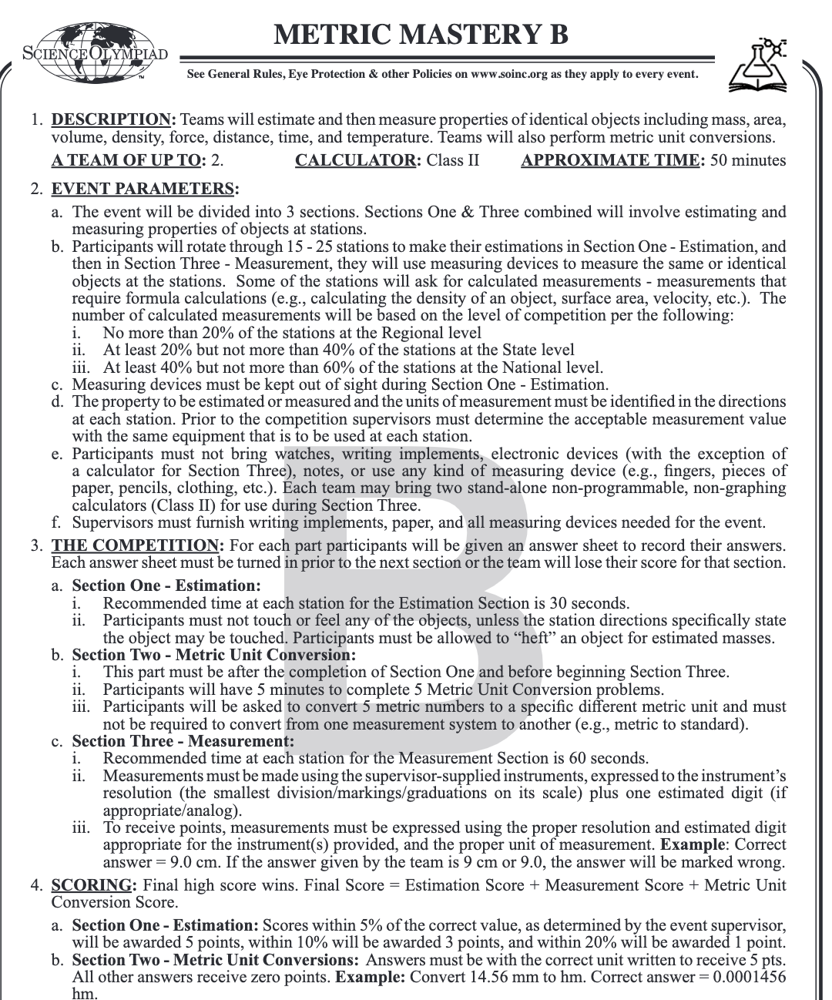 SCIENCE OLYMPIAD
TM
METRIC MASTERY B
See General Rules, Eye Protection & other Policies on www.soinc.org as they apply to every event.
1. DESCRIPTION: Teams will estimate and then measure properties of identical objects including mass, area,
volume, density, force, distance, time, and temperature. Teams will also perform metric unit conversions.
A TEAM OF UP TO: 2. CALCULATOR: Class II APPROXIMATE TIME: 50 minutes
2. EVENT PARAMETERS:
a. The event will be divided into 3 sections. Sections One & Three combined will involve estimating and
measuring properties of objects at stations.
b. Participants will rotate through 15 - 25 stations to make their estimations in Section One - Estimation, and
then in Section Three - Measurement, they will use measuring devices to measure the same or identical
objects at the stations. Some of the stations will ask for calculated measurements - measurements that
require formula calculations (e.g., calculating the density of an object, surface area, velocity, etc.). The
number of calculated measurements will be based on the level of competition per the following:
i. No more than 20% of the stations at the Regional level
ii. At least 20% but not more than 40% of the stations at the State level
iii. At least 40% but not more than 60% of the stations at the National level.
c. Measuring devices must be kept out of sight during Section One - Estimation.
d. The property to be estimated or measured and the units of measurement must be identified in the directions
at each station. Prior to the competition supervisors must determine the acceptable measurement value
with the same equipment that is to be used at each station.
e. Participants must not bring watches, writing implements, electronic devices (with the exception of
a calculator for Section Three), notes, or use any kind of measuring device (e.g., fingers, pieces of
paper, pencils, clothing, etc.). Each team may bring two stand-alone non-programmable, non-graphing
calculators (Class II) for use during Section Three.
f. Supervisors must furnish writing implements, paper, and all measuring devices needed for the event.
3. THE COMPETITION: For each part participants will be given an answer sheet to record their answers.
Each answer sheet must be turned in prior to the next section or the team will lose their score for that section.
a. Section One - Estimation:
i. Recommended time at each station for the Estimation Section is 30 seconds.
ii. Participants must not touch or feel any of the objects, unless the station directions specifically state
the object may be touched. Participants must be allowed to “heft” an object for estimated masses.
b. Section Two - Metric Unit Conversion:
i. This part must be after the completion of Section One and before beginning Section Three.
ii. Participants will have 5 minutes to complete 5 Metric Unit Conversion problems.
iii. Participants will be asked to convert 5 metric numbers to a specific different metric unit and must
not be required to convert from one measurement system to another (e.g., metric to standard).
c. Section Three - Measurement:
i. Recommended time at each station for the Measurement Section is 60 seconds.
ii. Measurements must be made using the supervisor-supplied instruments, expressed to the instrument’s
resolution (the smallest division/markings/graduations on its scale) plus one estimated digit (if
appropriate/analog).
iii. To receive points, measurements must be expressed using the proper resolution and estimated digit
appropriate for the instrument(s) provided, and the proper unit of measurement. Example: Correct
answer = 9.0 cm. If the answer given by the team is 9 cm or 9.0, the answer will be marked wrong.
4. SCORING: Final high score wins. Final Score = Estimation Score + Measurement Score + Metric Unit
Conversion Score.
a. Section One - Estimation: Scores within 5% of the correct value, as determined by the event supervisor,
will be awarded 5 points, within 10% will be awarded 3 points, and within 20% will be awarded 1 point.
b. Section Two - Metric Unit Conversions: Answers must be with the correct unit written to receive 5 pts.
All other answers receive zero points. Example: Convert 14.56 mm to hm. Correct answer = 0.0001456
hm.
B